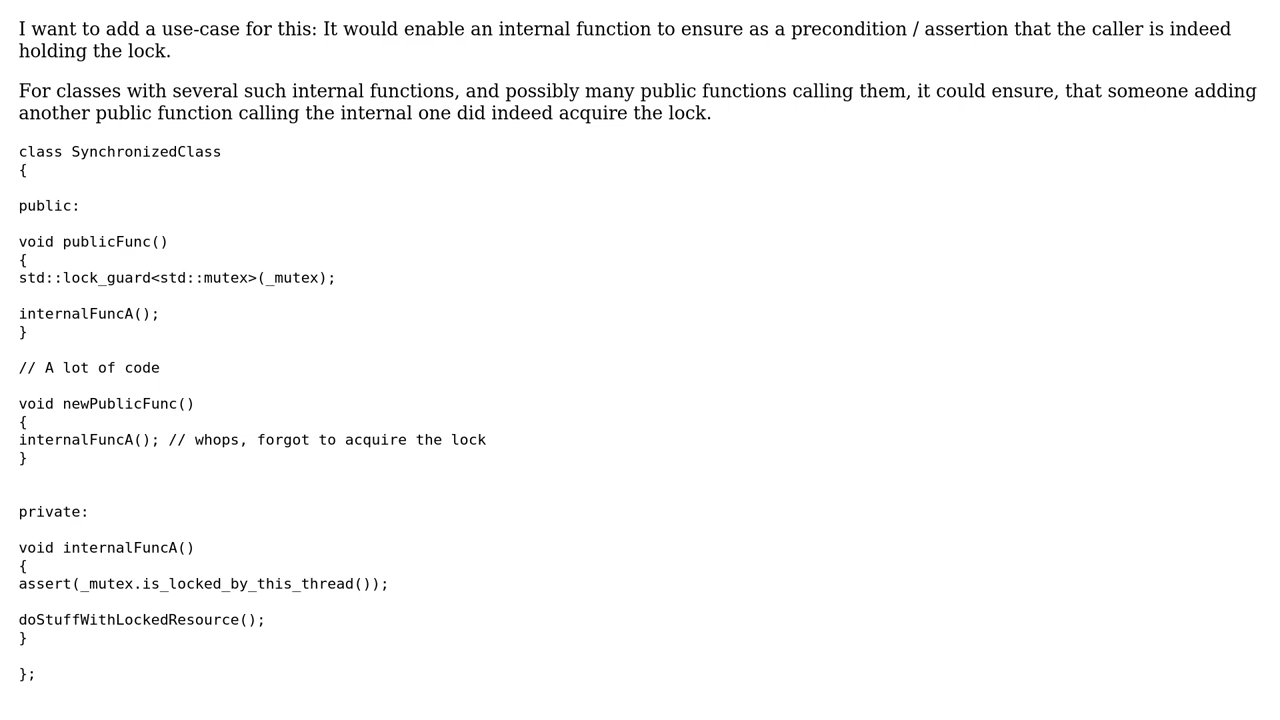 I want to add a use-case for this: It would enable an internal function to ensure as a precondition / assertion that the caller is indeed
holding the lock.
For classes with several such internal functions, and possibly many public functions calling them, it could ensure, that someone adding
another public function calling the internal one did indeed acquire the lock.
class SynchronizedClass
{
public:
void publicFunc()
{
std::lock_guard<std::mutex>(_mutex);
internalFuncA();
}
// A lot of code
void newPublicFunc()
{
internalFuncA(); // whops, forgot to acquire the lock
}
private:
void internalFuncA()
{
assert(_mutex.is_locked_by_this_thread());
doStuffWithLockedResource();
}
};